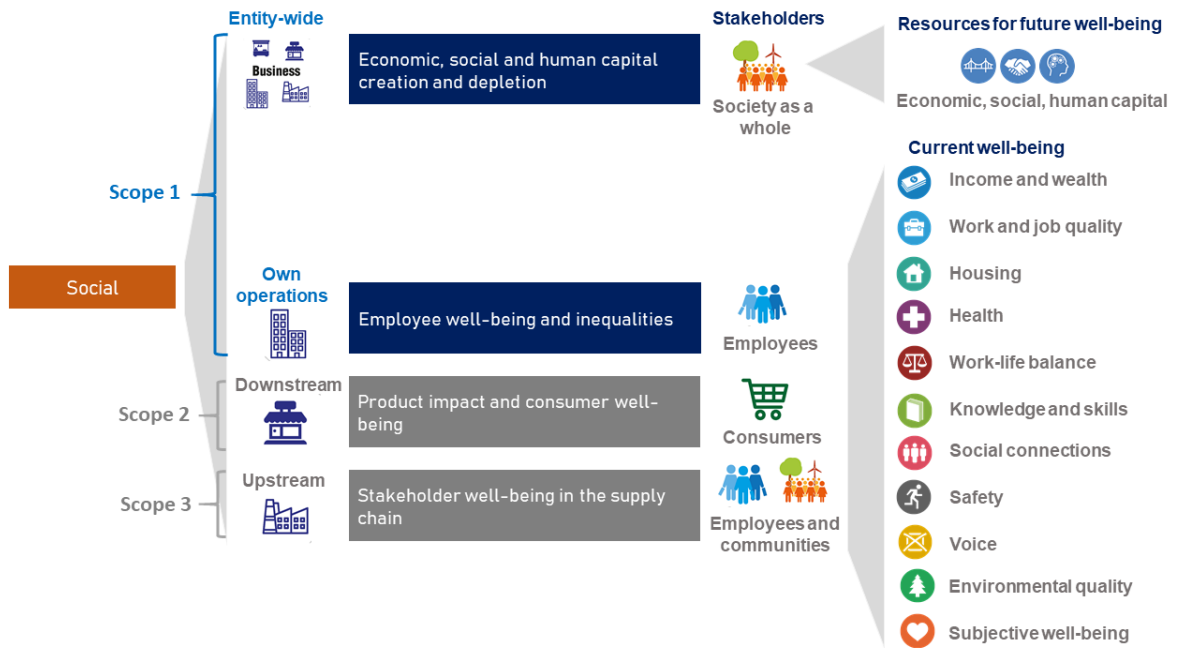 Entity-wide
Business
Economic, social and human capital
creation and depletion
Stakeholders
Society as a
whole
Resources for future well-being
Economic, social, human capital
Social
Scope 1
Own
operations
Employee well-being and inequalities
Employees
Scope 2
Downstream
Product impact and consumer well-
being
Consumers
Scope 3
Upstream
Stakeholder well-being in the supply
chain
Employees and
communities
Current well-being
Income and wealth
Work and job quality
Housing
Health
Work-life balance
Knowledge and skills
Social connections
Safety
Voice
Environmental quality
Subjective well-being